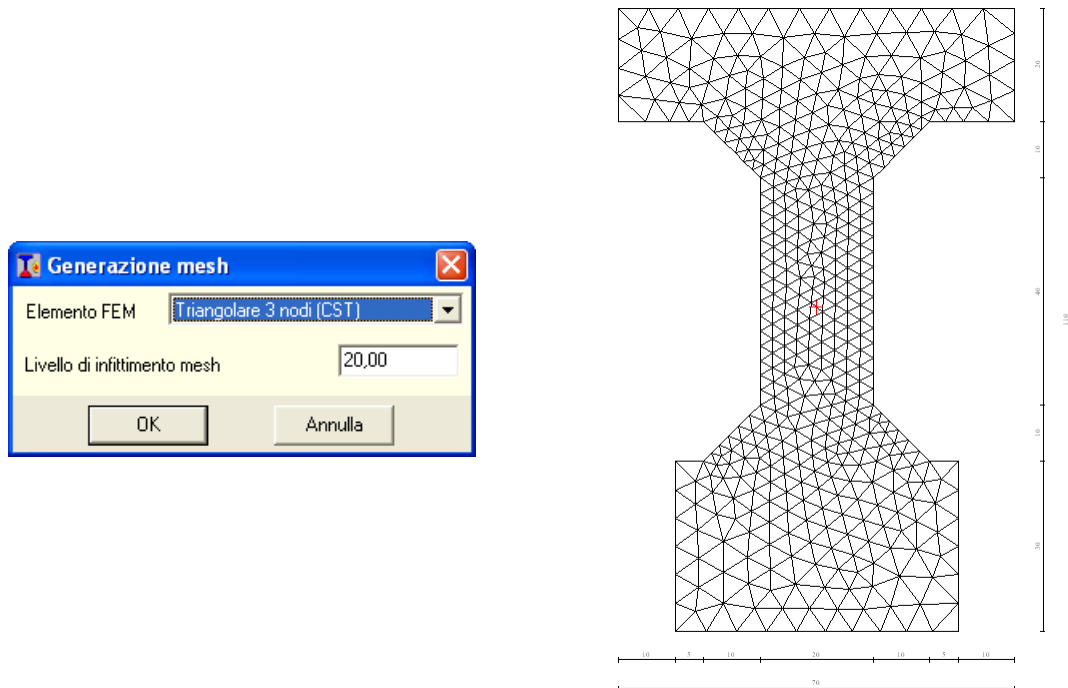 Generazione mesh
Elemento FEM
Triangolare 3 nodi (CST)
Livello di infittimento mesh
20,00
OK
Annulla
20
10
40
110
10
30
10 5 10 20 10 5 10
70